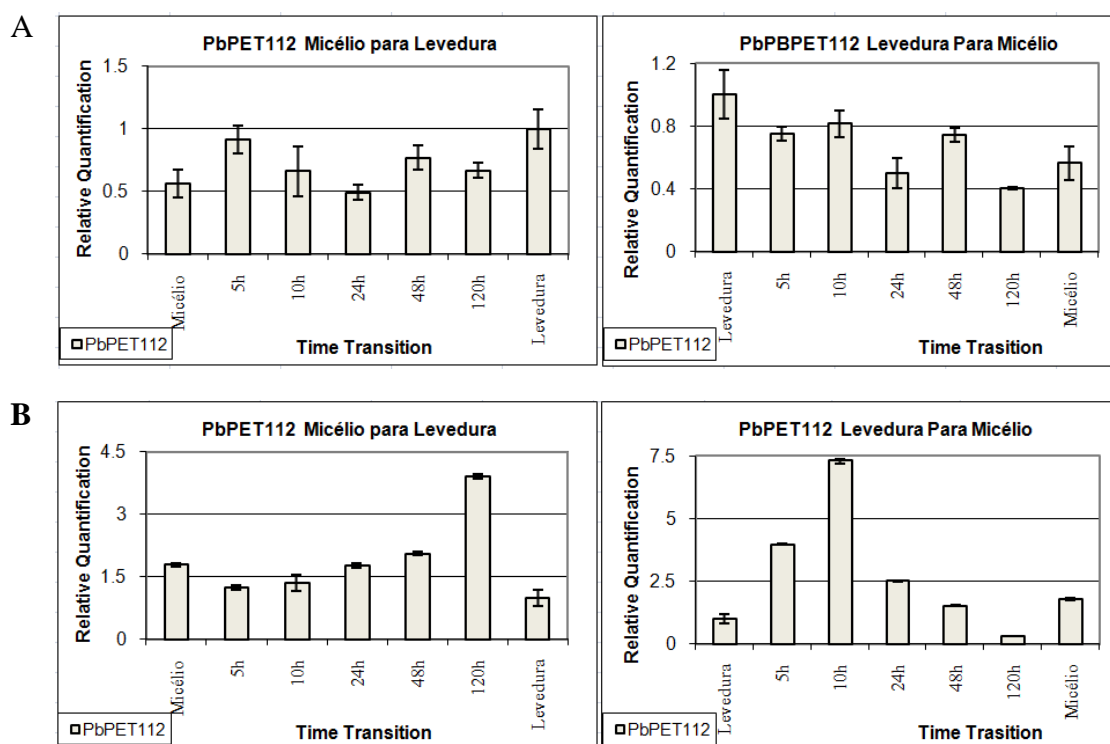 A
PbPET112 Micélio para Levedura
Relative Quantification
1.5
1
0.5
0
Micélio
5h
10h
24h
48h
120h
Levedura
PbPET112
Time Transition
PbPBPET112 Levedura Para Micélio
Relative Quantification
1.2
0.8
0.4
0
Levedura
5h
10h
24h
48h
120h
Micélio
PbPET112
Time Trasition
B
PbPET112 Micélio para Levedura
Relative Quantification
4.5
3
1.5
0
Micélio
5h
10h
24h
48h
120h
Levedura
PbPET112
Time Transition
PbPET112 Levedura Para Micélio
Relative Quantification
7.5
5
2.5
0
Levedura
5h
10h
24h
48h
120h
Micélio
PbPET112
Time Transition